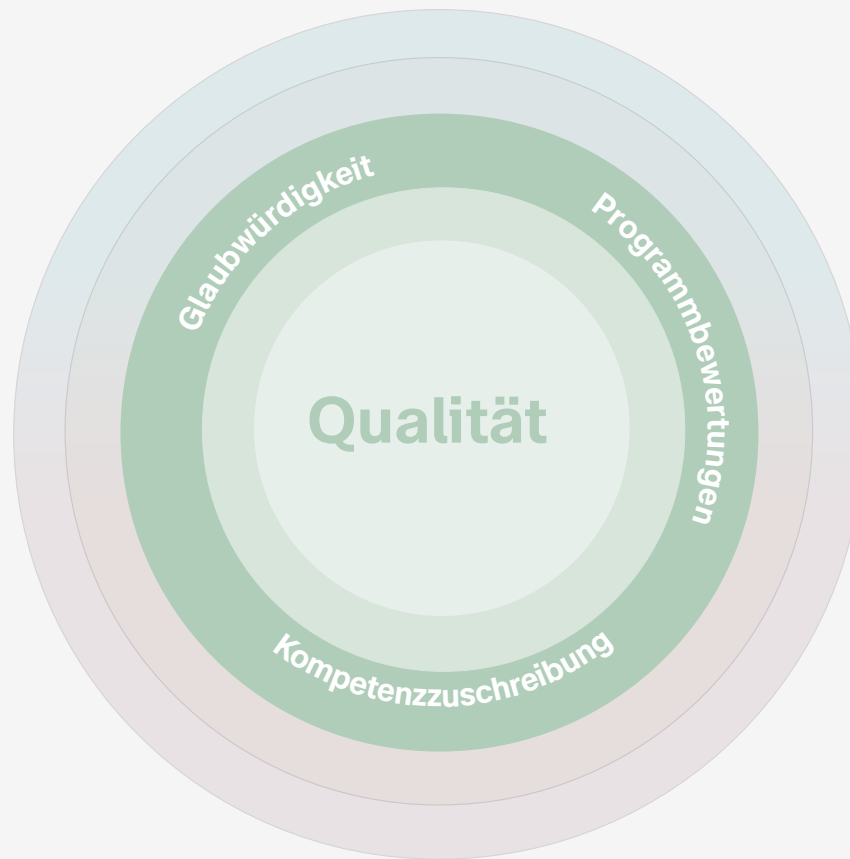 Glaubwürdigkeit
Programmbewertungen
Qualität
Kompetenzzuschreibung